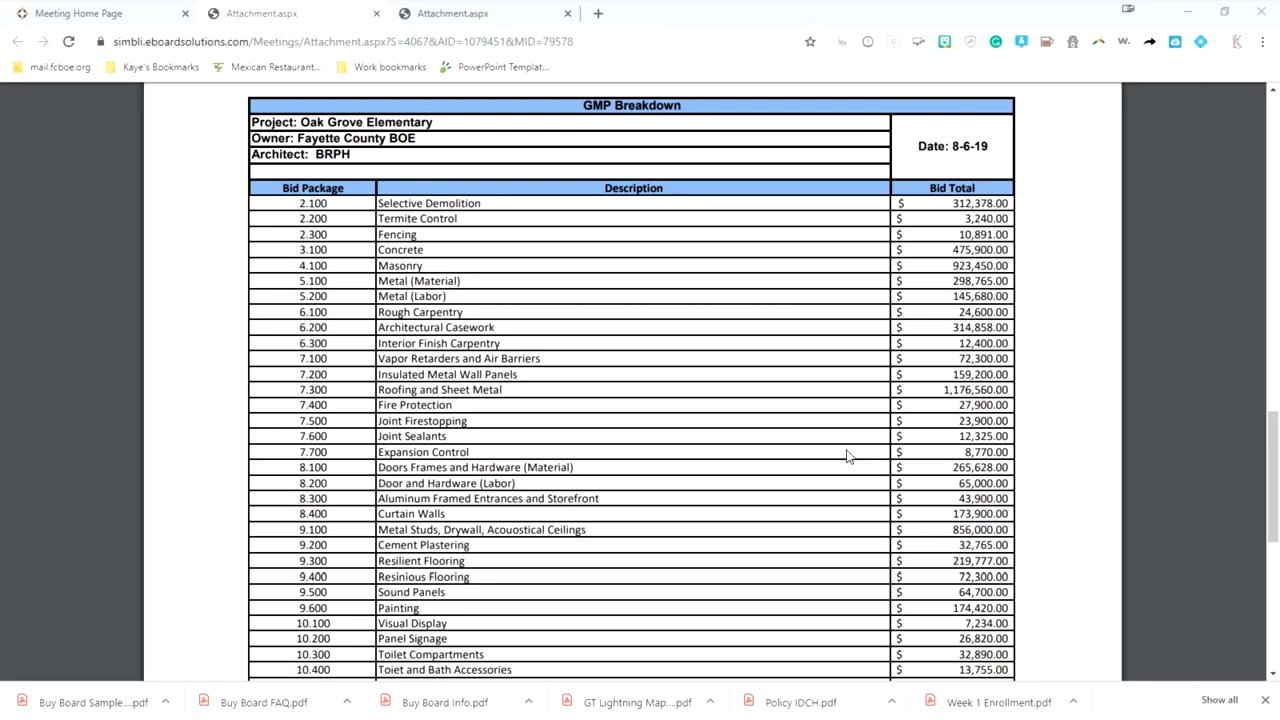 Meeting Home Page
Attachment.aspx
Attachment.aspx
simbli.eboardsolutions.com/Meetings/Attachment.aspx?S=4067&AID=1079451&MID=79578
mail.fcboe.org Kaye's Bookmarks Mexican Restaurant... Work bookmarks PowerPoint Templat...
GMP Breakdown
Project: Oak Grove Elementary
Owner: Fayette County BOE
Architect: BRPH
Date: 8-6-19
Bid Package Description Bid Total
2.100 Selective Demolition $ 312,378.00
2.200 Termite Control $ 3,240.00
2.300 Fencing $ 10,891.00
3.100 Concrete $ 475,900.00
4.100 Masonry $ 923,450.00
5.100 Metal (Material) $ 298,765.00
5.200 Metal (Labor) $ 145,680.00
6.100 Rough Carpentry $ 24,600.00
6.200 Architectural Casework $ 314,858.00
6.300 Interior Finish Carpentry $ 12,400.00
7.100 Vapor Retarders and Air Barriers $ 72,300.00
7.200 Insulated Metal Wall Panels $ 159,200.00
7.300 Roofing and Sheet Metal $ 1,176,560.00
7.400 Fire Protection $ 27,900.00
7.500 Joint Firestopping $ 23,900.00
7.600 Joint Sealants $ 12,325.00
7.700 Expansion Control $ 8,770.00
8.100 Doors Frames and Hardware (Material) $ 265,628.00
8.200 Door and Hardware (Labor) $ 65,000.00
8.300 Aluminum Framed Entrances and Storefront $ 43,900.00
8.400 Curtain Walls $ 173,900.00
9.100 Metal Studs, Drywall, Acouostical Ceilings $ 856,000.00
9.200 Cement Plastering $ 32,765.00
9.300 Resilient Flooring $ 219,777.00
9.400 Resinious Flooring $ 72,300.00
9.500 Sound Panels $ 64,700.00
9.600 Painting $ 174,420.00
10.100 Visual Display $ 7,234.00
10.200 Panel Signage $ 26,820.00
10.300 Toilet Compartments $ 32,890.00
10.400 Toiet and Bath Accessories $ 13,755.00
Buy Board Sample....pdf Buy Board FAQ.pdf Buy Board Info.pdf GT Lightning Map....pdf Policy IDCH.pdf Week 1 Enrollment.pdf Show all